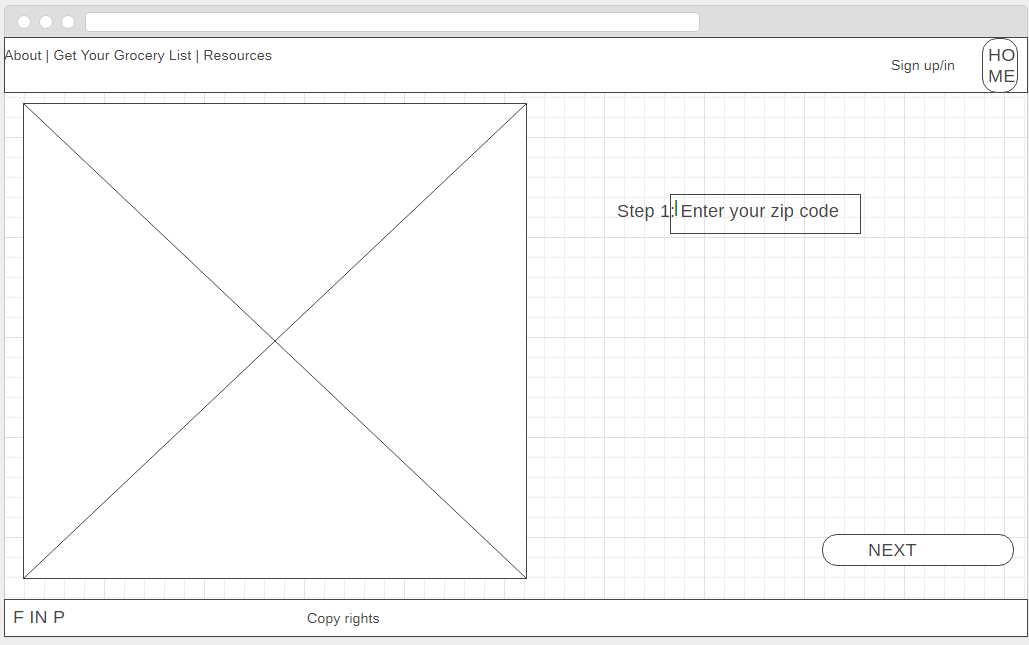 About | Get Your Grocery List | Resources
Sign up/in
HO
ME
Step 1: Enter your zip code
NEXT
F IN P
Copy rights